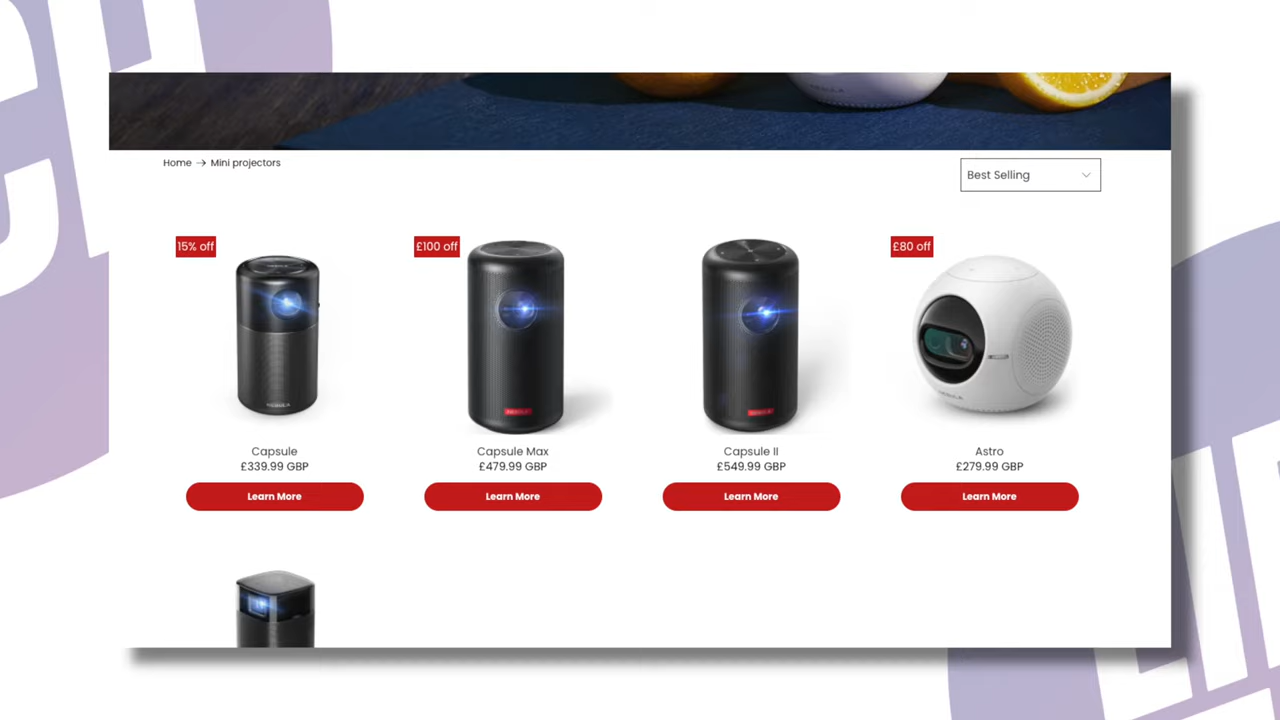 Home → Mini projectors
Best Selling
15% off
£100 off
£80 off
NEBULA
Capsule
£339.99 GBP
Learn More
Capsule Max
£479.99 GBP
Learn More
Capsule II
£549.99 GBP
Learn More
Astro
£279.99 GBP
Learn More